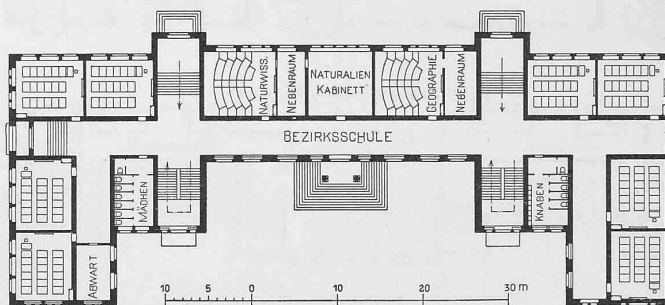 NATURWISS.
NEBENRAUM
NATURALIEN
KABINETT
GEOGRAPHIE
NEBENRAUM
BEZIRKSSCHULE
MÄDCHEN
KNABEN
ABWART
10 5 0 10 20 30 m